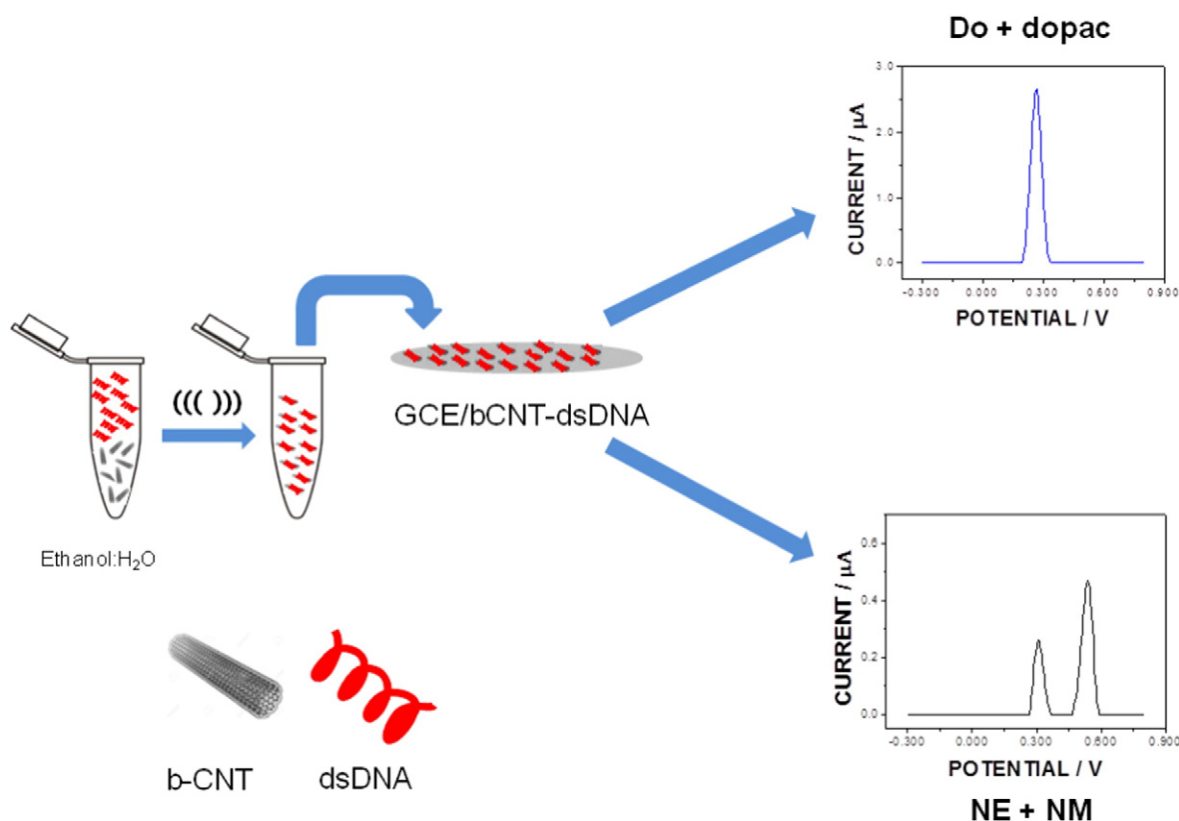 Do + dopac
3.0
2.0
1.0
0.0
CURRENT / µA
-0.300 0.000 0.300 0.600 0.900
POTENTIAL / V
((( )))
GCE/bCNT-dsDNA
Ethanol:H₂O
0.6
0.4
0.2
0.0
CURRENT / µA
-0.300 0.000 0.300 0.600 0.900
POTENTIAL / V
NE + NM
b-CNT
dsDNA